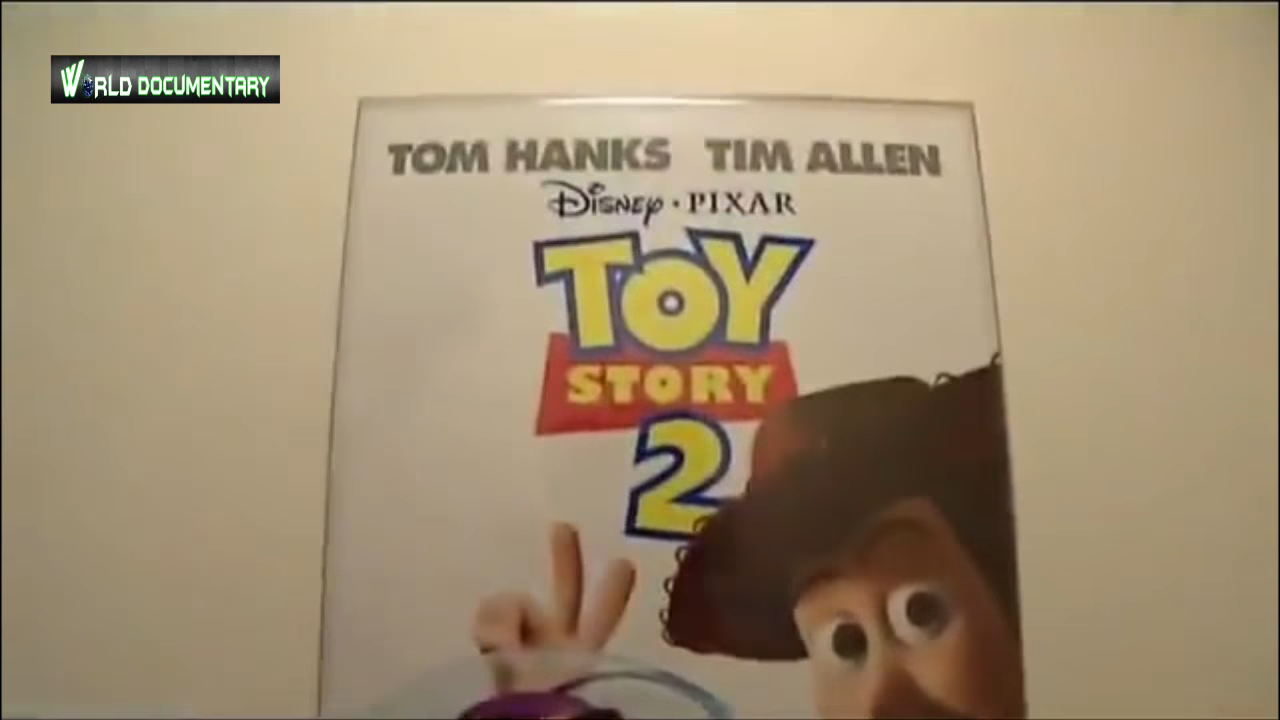 WORLD DOCUMENTARY
TOM HANKS TIM ALLEN
DISNEY · PIXAR
TOY
STORY
2